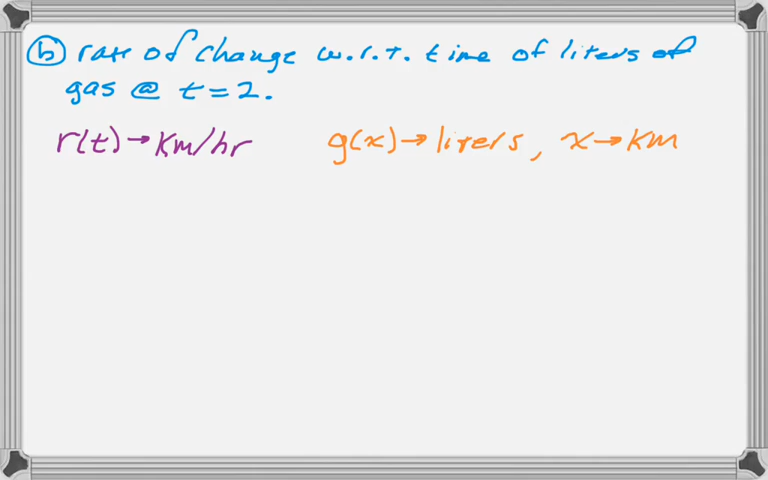 (b) rate of change w.r.t. time of liters of
gas @ t=2.
r(t)→km/hr g(x)→liters, x→km